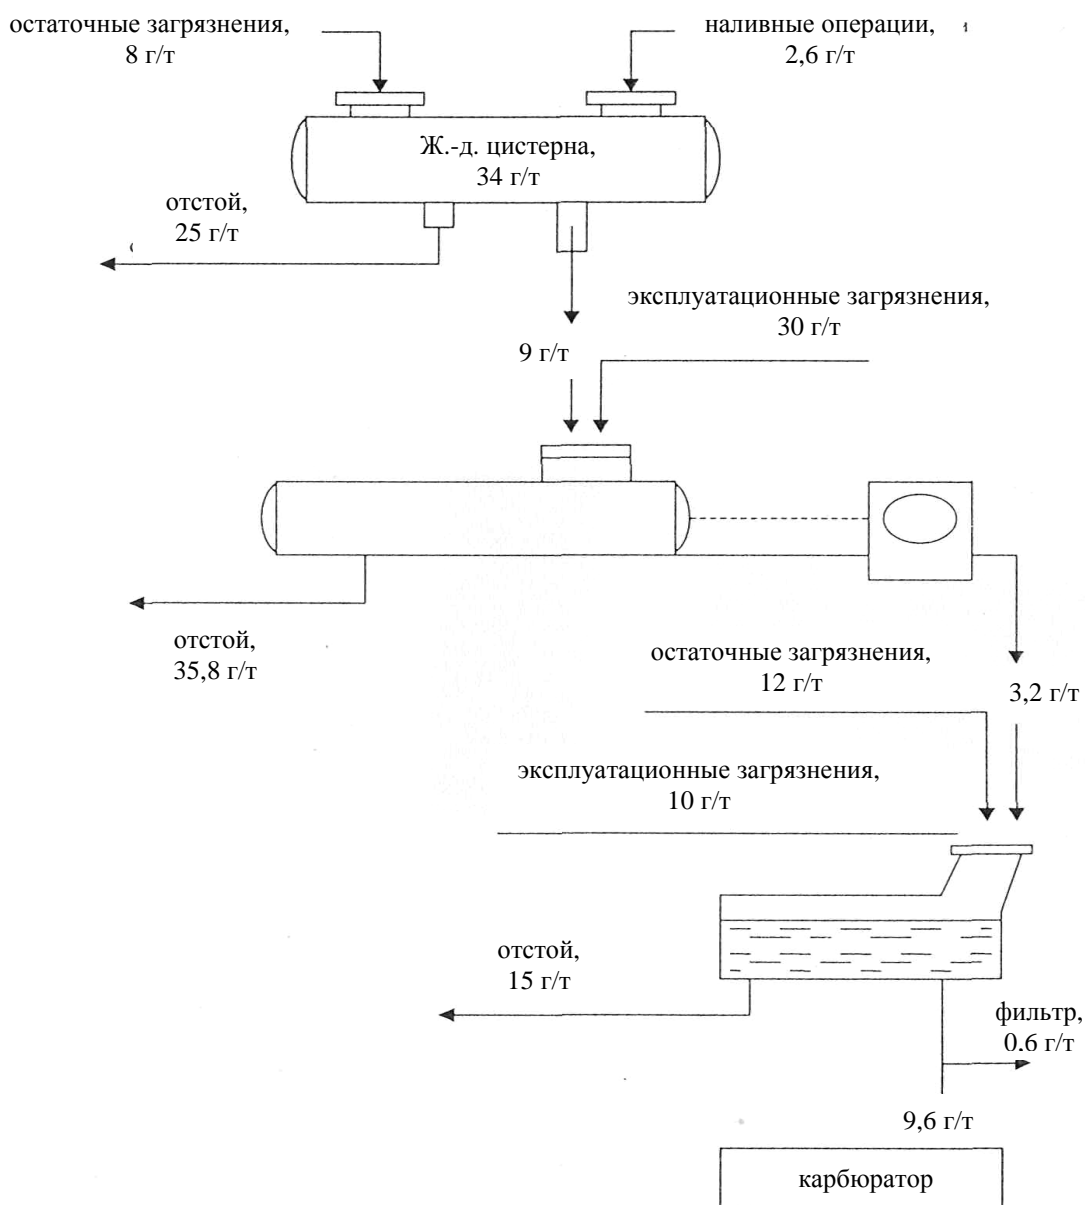 остаточные загрязнения,
8 г/т
наливные операции,
2,6 г/т
Ж.-д. цистерна,
34 г/т
отстой,
25 г/т
эксплуатационные загрязнения,
30 г/т
9 г/т
отстой,
35,8 г/т
остаточные загрязнения,
12 г/т
3,2 г/т
эксплуатационные загрязнения,
10 г/т
отстой,
15 г/т
фильтр,
0.6 г/т
9,6 г/т
карбюратор